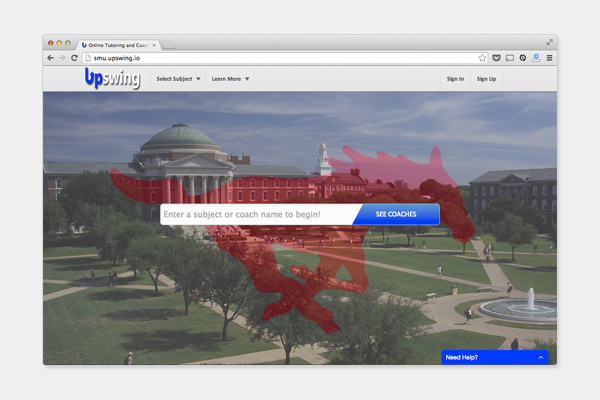 Online Tutoring and Coac
smu.upswing.io
Upswing
Select Subject
Learn More
Sign In
Sign Up
Enter a subject or coach name to begin!
SEE COACHES
Need Help?